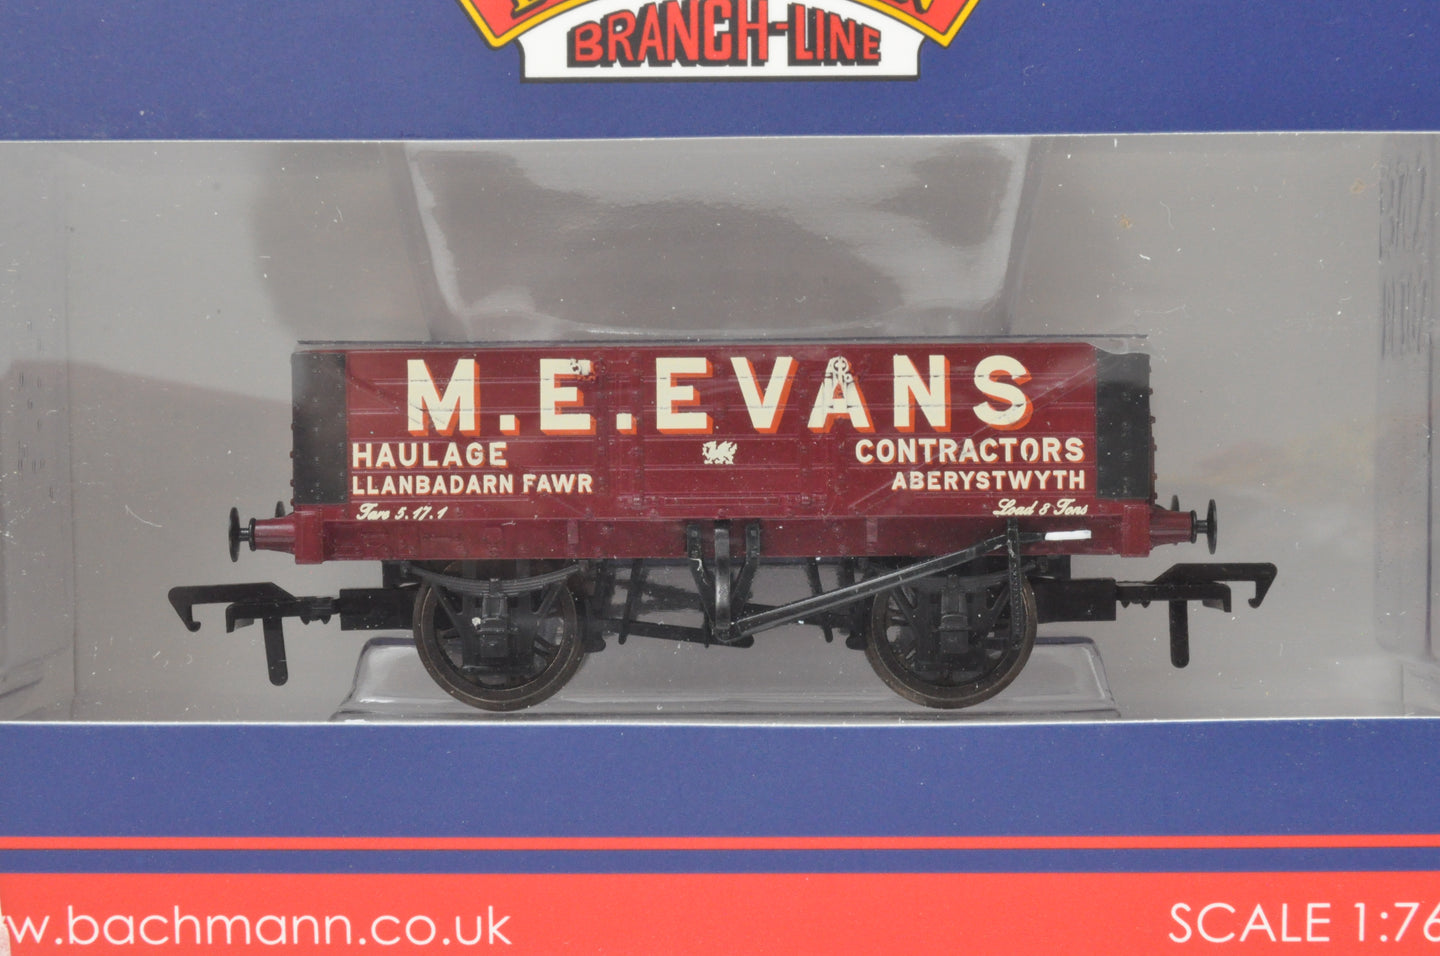 BRANCH-LINE
M.E.EVANS
HAULAGE CONTRACTORS
LLANBADARN FAWR ABERYSTWYTH
Tare 5.17.1 Load 8 Tons
w.bachmann.co.uk SCALE 1:76